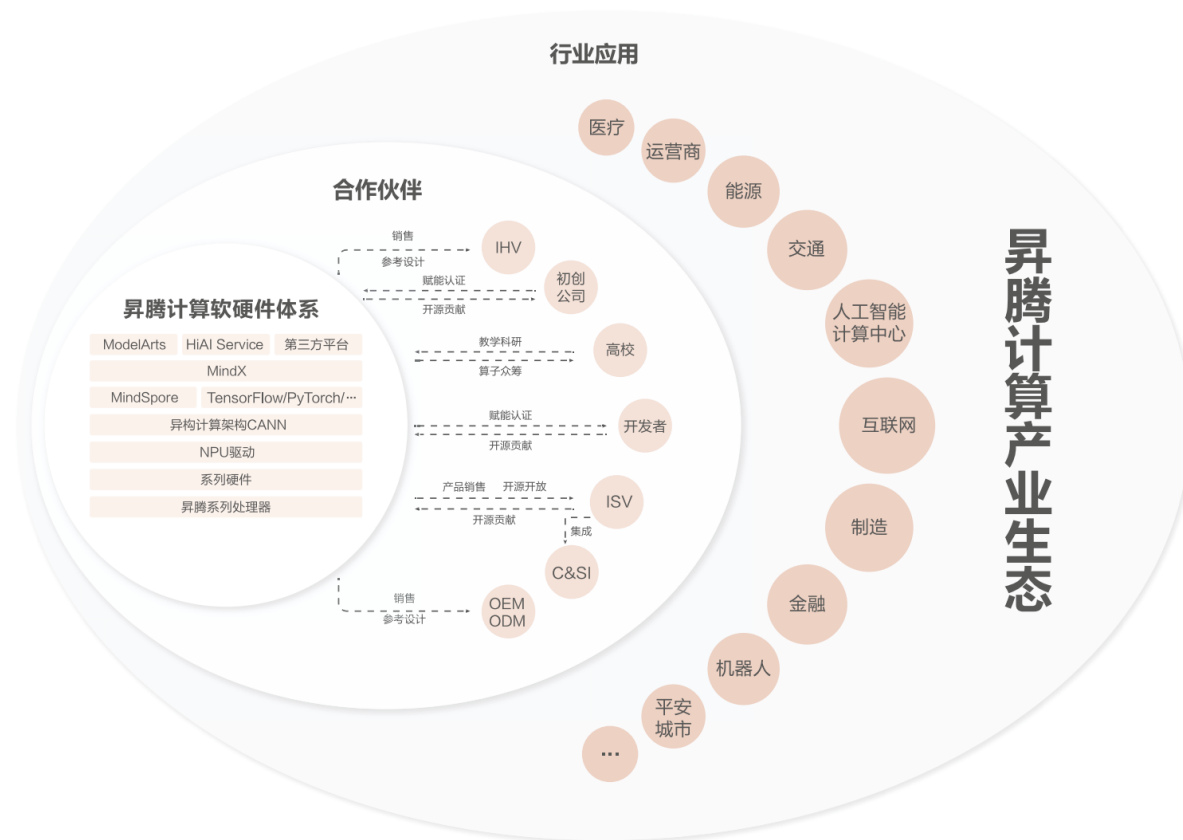 行业应用
医疗
运营商
能源
交通
人工智能
计算中心
互联网
制造
金融
机器人
平安
城市
...
合作伙伴
销售
参考设计
IHV
赋能认证
开源贡献
初创
公司
教学科研
算子众筹
高校
赋能认证
开源贡献
开发者
产品销售 开源开放
开源贡献
ISV
集成
C&SI
销售
参考设计
OEM
ODM
昇腾计算软硬件体系
ModelArts HiAI Service 第三方平台
MindX
MindSpore TensorFlow/PyTorch/···
异构计算架构CANN
NPU驱动
系列硬件
昇腾系列处理器
昇腾计算产业生态